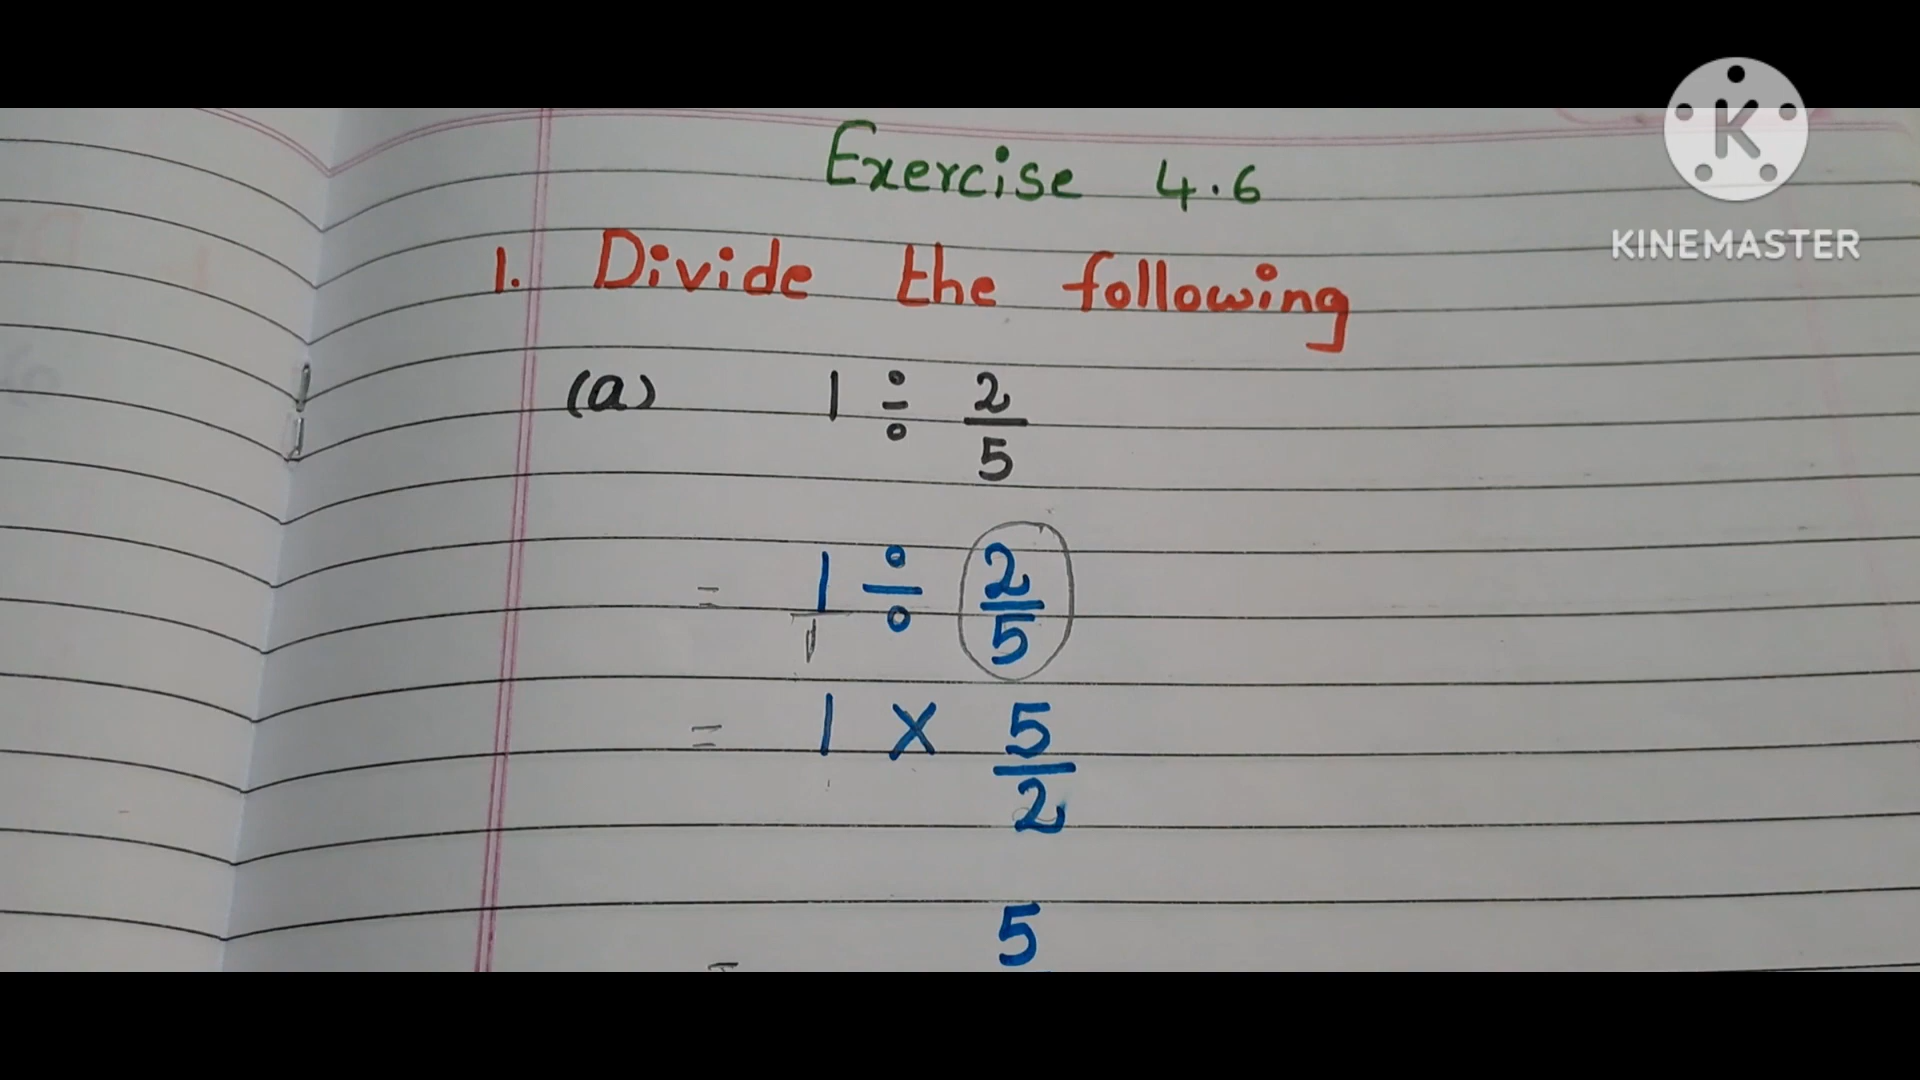 Exercise 4.6
1. Divide the following
(a) 1 ÷ 2/5
= 1/1 ÷ 2/5
= 1 × 5/2
= 5
K
KINEMASTER